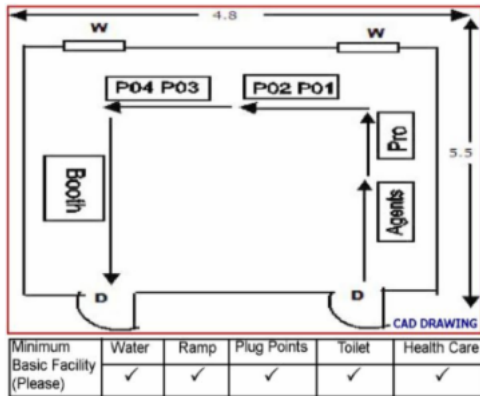 4.8
W W
P04 P03 P02 P01
Pro
5.5
Booth
Agents
D D
CAD DRAWING
Minimum Basic Facility (Please) Water Ramp Plug Points Toilet Health Care
✓ ✓ ✓ ✓ ✓